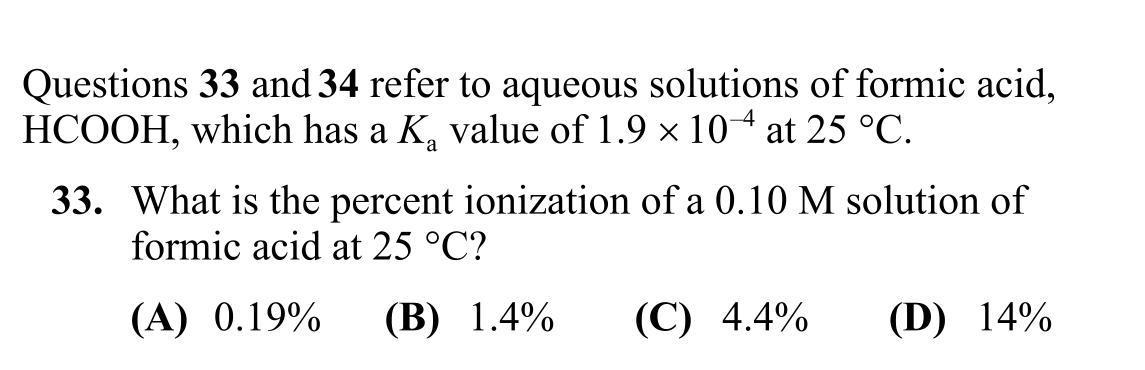 Questions 33 and 34 refer to aqueous solutions of formic acid,
HCOOH, which has a Kₐ value of 1.9 × 10⁻⁴ at 25 °C.
33. What is the percent ionization of a 0.10 M solution of
formic acid at 25 °C?
(A) 0.19% (B) 1.4% (C) 4.4% (D) 14%